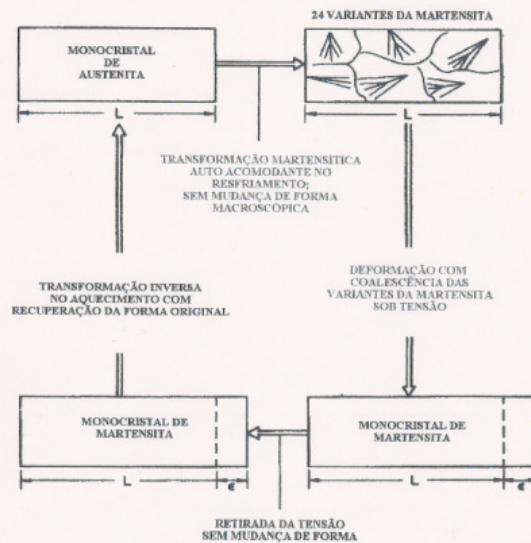 24 VARIANTES DA MARTENSITA
MONOCRISTAL
DE
AUSTENITA
L
L
TRANSFORMAÇÃO MARTENSÍTICA
AUTO ACOMODANTE NO
RESFRIAMENTO;
SEM MUDANÇA DE FORMA
MACROSCÓPICA
TRANSFORMAÇÃO INVERSA
NO AQUECIMENTO COM
RECUPERAÇÃO DA FORMA ORIGINAL
DEFORMAÇÃO COM
COALESCÊNCIA DAS
VARIANTES DA MARTENSITA
SOB TENSÃO
MONOCRISTAL DE
MARTENSITA
MONOCRISTAL DE
MARTENSITA
L
ϵ
L
ϵ
RETIRADA DA TENSÃO
SEM MUDANÇA DE FORMA